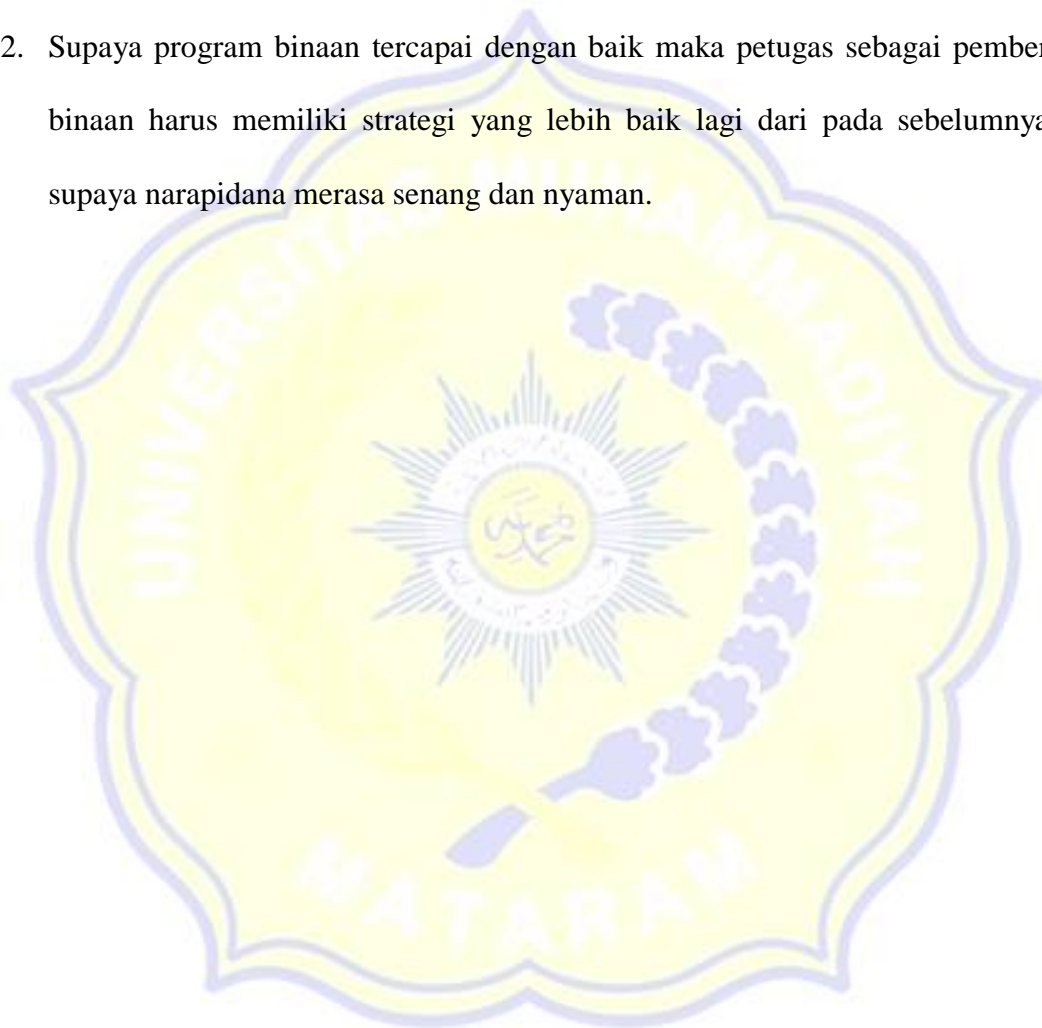 2. Supaya program binaan tercapai dengan baik maka petugas sebagai pember
binaan harus memiliki strategi yang lebih baik lagi dari pada sebelumnya
supaya narapidana merasa senang dan nyaman.
UNIVERSITAS MUHAMMADIYAH
MATARAM